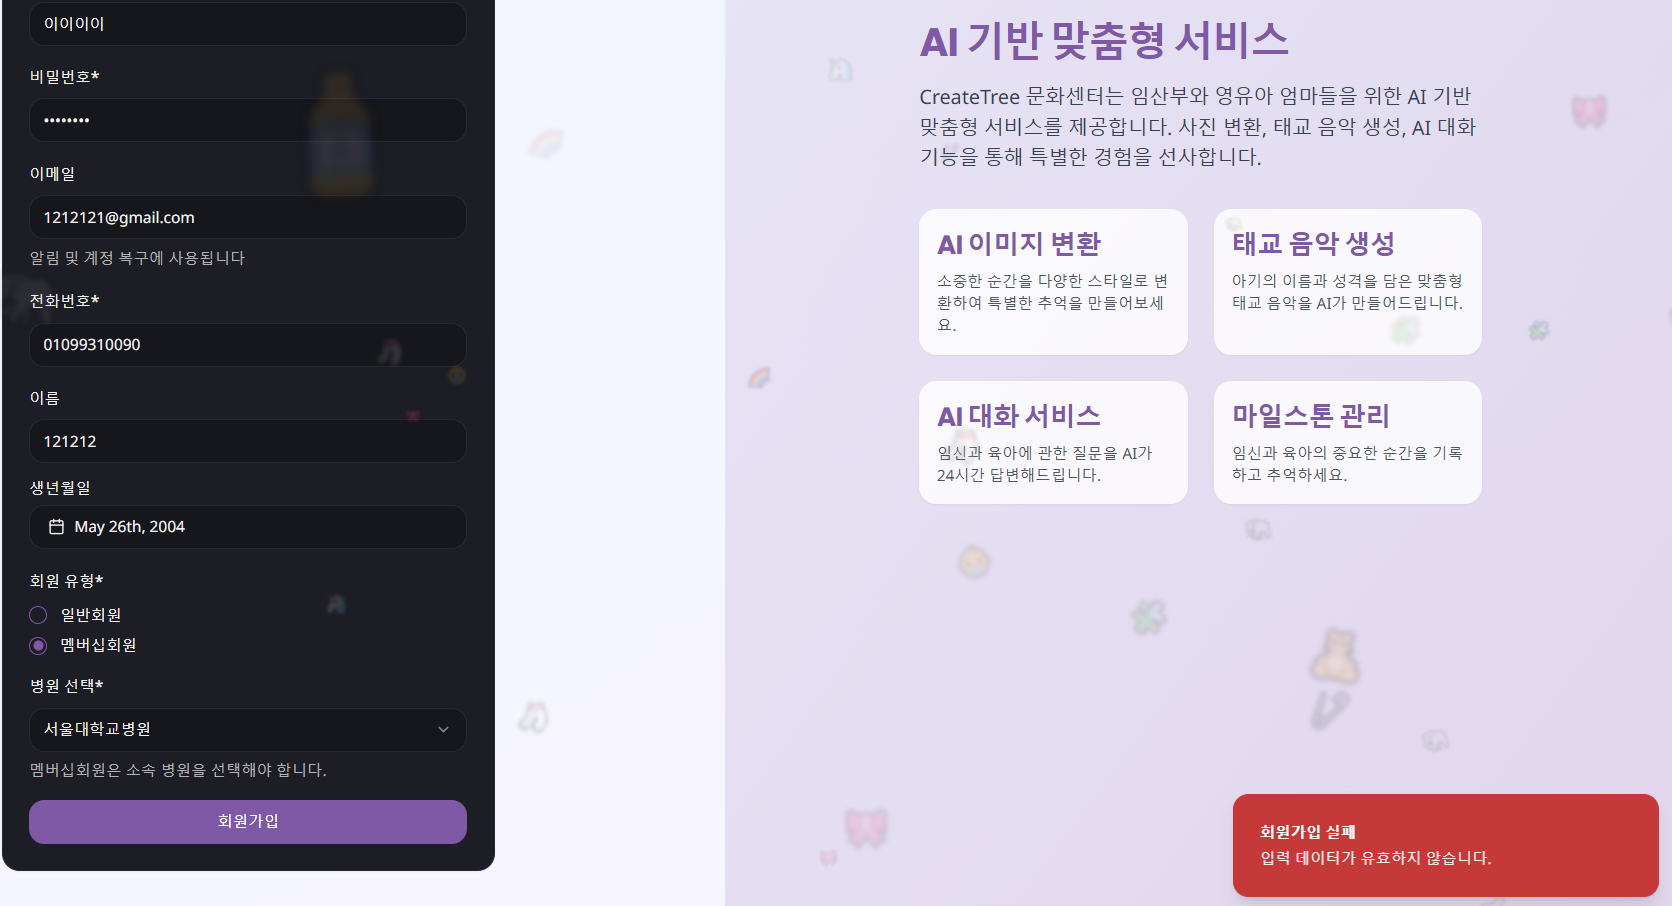 이이이이
비밀번호*
••••••••
이메일
1212121@gmail.com
알림 및 계정 복구에 사용됩니다
전화번호*
01099310090
이름
121212
생년월일
May 26th, 2004
회원 유형*
일반회원
멤버십회원
병원 선택*
서울대학교병원
멤버십회원은 소속 병원을 선택해야 합니다.
회원가입
AI 기반 맞춤형 서비스
CreateTree 문화센터는 임산부와 영유아 엄마들을 위한 AI 기반
맞춤형 서비스를 제공합니다. 사진 변환, 태교 음악 생성, AI 대화
기능을 통해 특별한 경험을 선사합니다.
AI 이미지 변환
소중한 순간을 다양한 스타일로 변
환하여 특별한 추억을 만들어보세
요.
태교 음악 생성
아기의 이름과 성격을 담은 맞춤형
태교 음악을 AI가 만들어드립니다.
AI 대화 서비스
임신과 육아에 관한 질문을 AI가
24시간 답변해드립니다.
마일스톤 관리
임신과 육아의 중요한 순간을 기록
하고 추억하세요.
회원가입 실패
입력 데이터가 유효하지 않습니다.